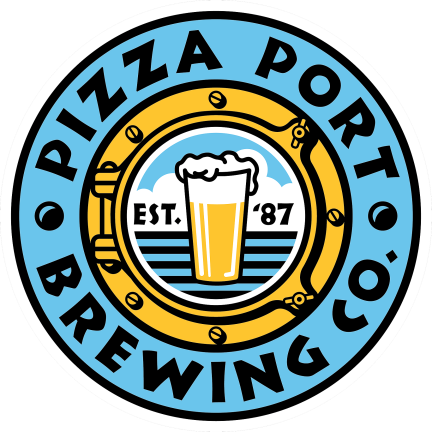 PIZZA PORT
EST. '87
BREWING CO.